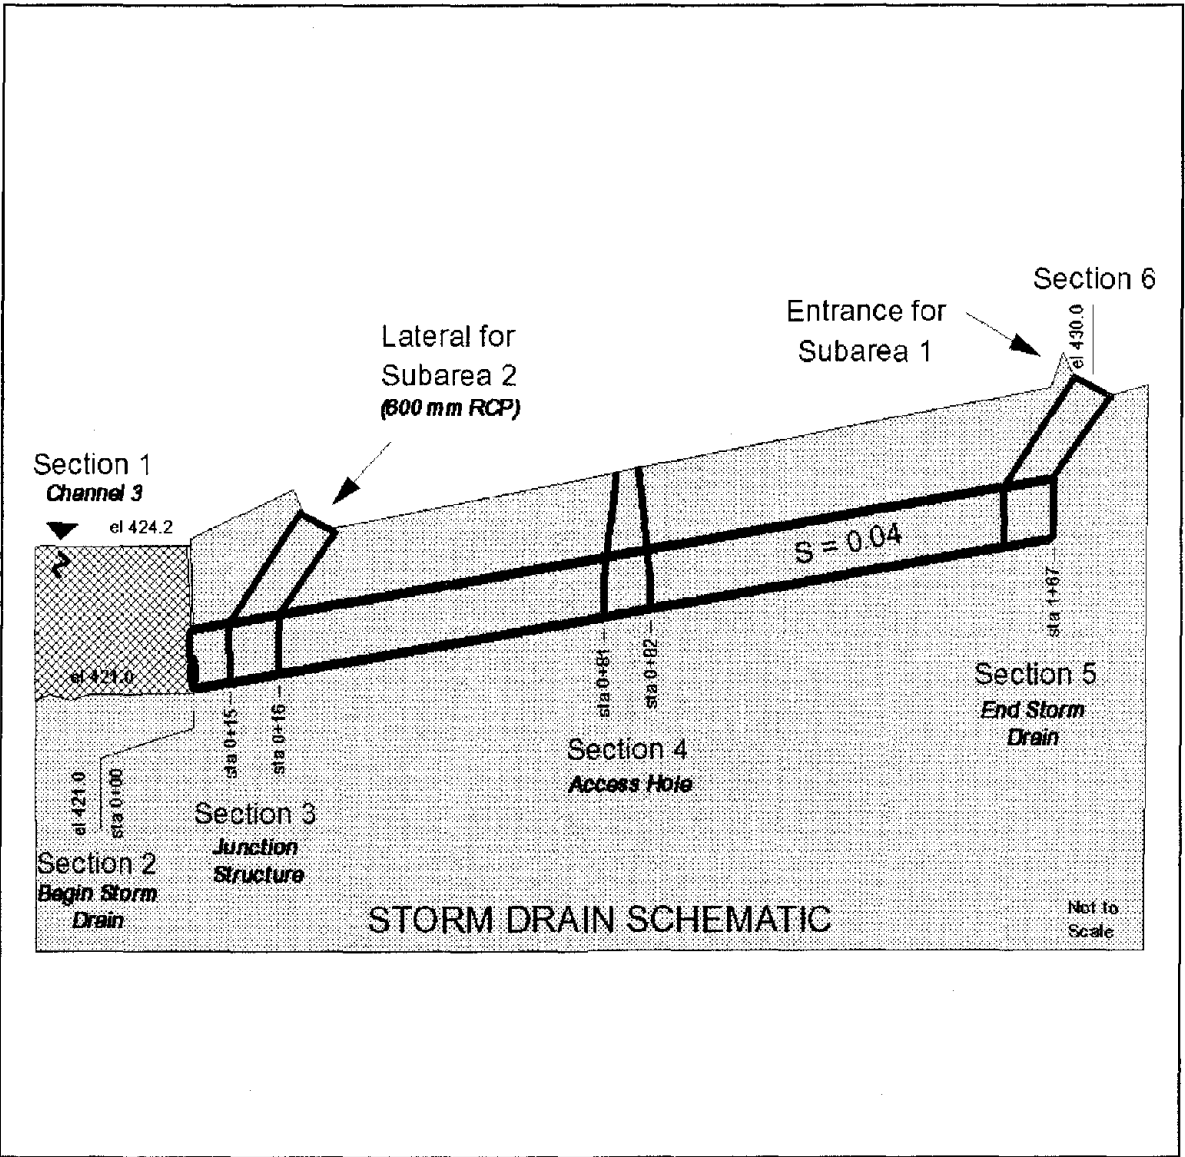 Section 6
el 430.0
Entrance for
Subarea 1
Lateral for
Subarea 2
(600 mm RCP)
Section 1
Channel 3
el 424.2
S = 0.04
el 421.0
sta 0+15
sta 0+16
sta 0+81
sta 0+82
sta 1+67
Section 5
End Storm
Drain
Section 4
Access Hole
el 421.0
sta 0+00
Section 3
Junction
Structure
Section 2
Begin Storm
Drain
STORM DRAIN SCHEMATIC
Not to
Scale